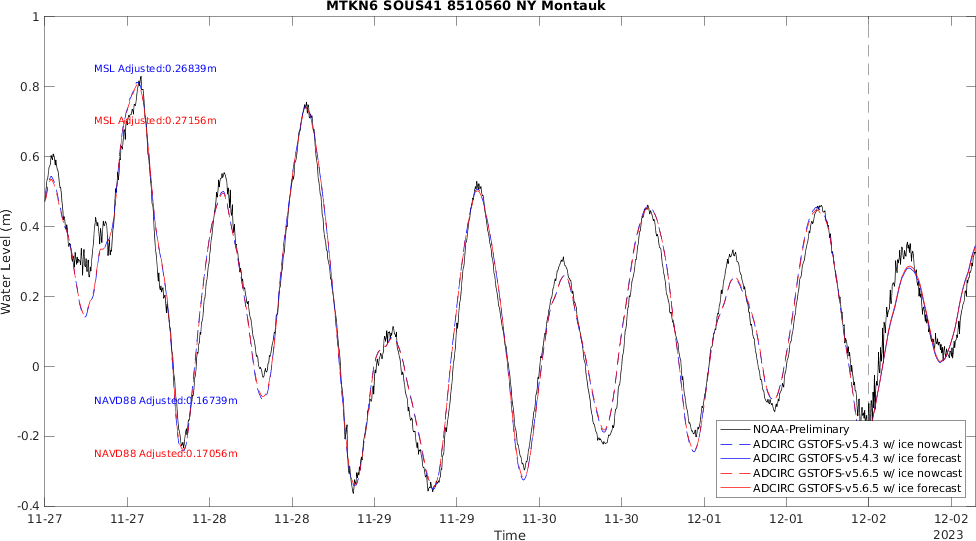 MTKN6 SOUS41 8510560 NY Montauk
1
0.8
0.6
0.4
0.2
0
-0.2
-0.4
Water Level (m)
MSL Adjusted:0.26839m
MSL Adjusted:0.27156m
NAVD88 Adjusted:0.16739m
NAVD88 Adjusted:0.17056m
NOAA-Preliminary
ADCIRC GSTOFS-v5.4.3 w/ ice nowcast
ADCIRC GSTOFS-v5.4.3 w/ ice forecast
ADCIRC GSTOFS-v5.6.5 w/ ice nowcast
ADCIRC GSTOFS-v5.6.5 w/ ice forecast
11-27 11-27 11-28 11-28 11-29 11-29 11-30 11-30 12-01 12-01 12-02 12-02
Time
2023